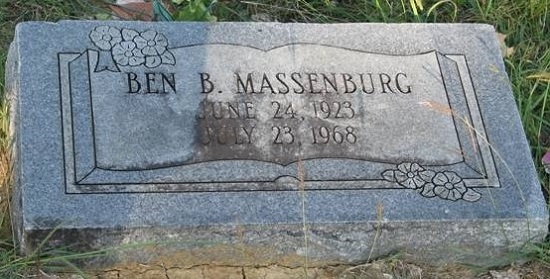 BEN B. MASSENBURG
JUNE 24, 1923
JULY 23, 1968